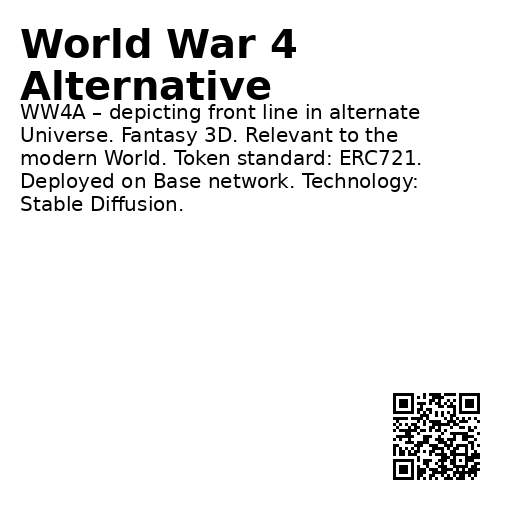 World War 4
Alternative
WW4A – depicting front line in alternate
Universe. Fantasy 3D. Relevant to the
modern World. Token standard: ERC721.
Deployed on Base network. Technology:
Stable Diffusion.